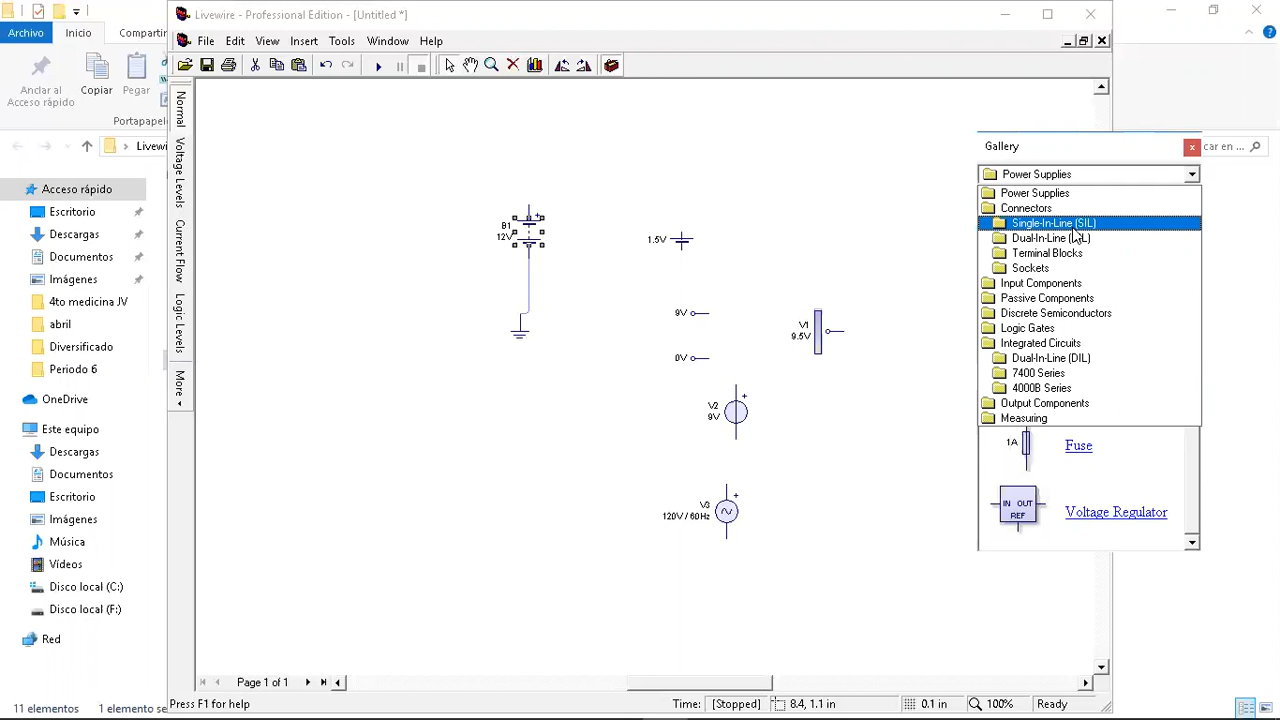 Livewire - Professional Edition - [Untitled *]
Archivo Inicio Comparti
Anclar al
Acceso rápido
Copiar
Pegar
Portapape
File Edit View Insert Tools Window Help
Livewi
car en ...
Acceso rápido
Escritorio
Descargas
Documentos
Imágenes
4to medicina JV
abril
Diversificado
Periodo 6
OneDrive
Este equipo
Descargas
Documentos
Escritorio
Imágenes
Música
Vídeos
Disco local (C:)
Disco local (F:)
Red
11 elementos 1 elemento se
Normal
Voltage Levels
Current Flow
Logic Levels
More
B1
12V
+
1.5V
9V
0V
V1
9.5V
V2
9V
+
V3
120V / 60Hz
+
Gallery
Power Supplies
Power Supplies
Connectors
Single-In-Line (SIL)
Terminal Blocks
Sockets
Input Components
Passive Components
Discrete Semiconductors
Logic Gates
Integrated Circuits
Dual-In-Line (DIL)
7400 Series
4000B Series
Output Components
Measuring
1A Fuse
IN OUT
REF
Voltage Regulator
Page 1 of 1
Press F1 for help
Time: [Stopped] 8.4, 1.1 in 0.1 in 100% Ready